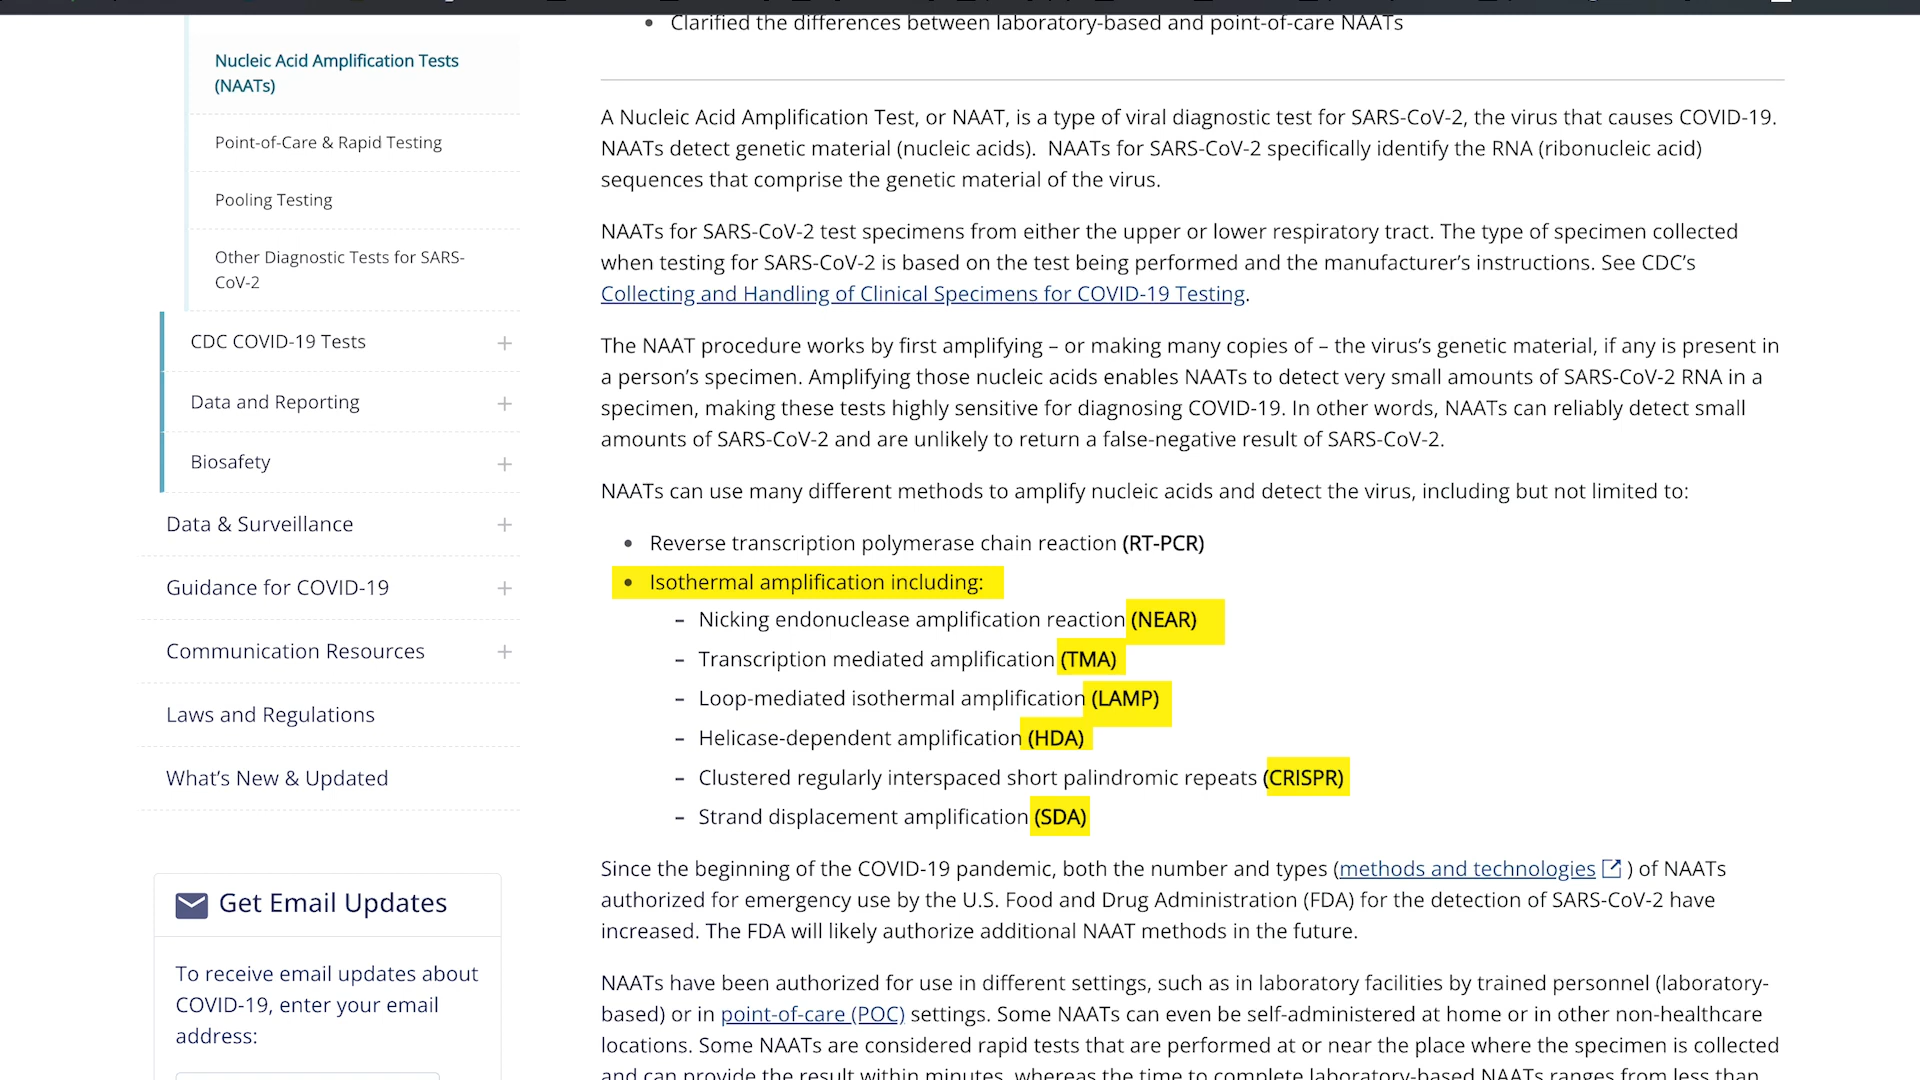 Clarified the differences between laboratory-based and point-of-care NAATs
Nucleic Acid Amplification Tests
(NAATs)
Point-of-Care & Rapid Testing
Pooling Testing
Other Diagnostic Tests for SARS-
CoV-2
CDC COVID-19 Tests
Data and Reporting
Biosafety
Data & Surveillance
Guidance for COVID-19
Communication Resources
Laws and Regulations
What's New & Updated
Get Email Updates
To receive email updates about
COVID-19, enter your email
address:
A Nucleic Acid Amplification Test, or NAAT, is a type of viral diagnostic test for SARS-CoV-2, the virus that causes COVID-19.
NAATs detect genetic material (nucleic acids). NAATs for SARS-CoV-2 specifically identify the RNA (ribonucleic acid)
sequences that comprise the genetic material of the virus.
NAATs for SARS-CoV-2 test specimens from either the upper or lower respiratory tract. The type of specimen collected
when testing for SARS-CoV-2 is based on the test being performed and the manufacturer's instructions. See CDC's
Collecting and Handling of Clinical Specimens for COVID-19 Testing.
The NAAT procedure works by first amplifying – or making many copies of – the virus's genetic material, if any is present in
a person's specimen. Amplifying those nucleic acids enables NAATs to detect very small amounts of SARS-CoV-2 RNA in a
specimen, making these tests highly sensitive for diagnosing COVID-19. In other words, NAATs can reliably detect small
amounts of SARS-CoV-2 and are unlikely to return a false-negative result of SARS-CoV-2.
NAATs can use many different methods to amplify nucleic acids and detect the virus, including but not limited to:
• Reverse transcription polymerase chain reaction (RT-PCR)
• Isothermal amplification including:
– Nicking endonuclease amplification reaction (NEAR)
– Transcription mediated amplification (TMA)
– Loop-mediated isothermal amplification (LAMP)
– Helicase-dependent amplification (HDA)
– Clustered regularly interspaced short palindromic repeats (CRISPR)
– Strand displacement amplification (SDA)
Since the beginning of the COVID-19 pandemic, both the number and types (methods and technologies ) of NAATs
authorized for emergency use by the U.S. Food and Drug Administration (FDA) for the detection of SARS-CoV-2 have
increased. The FDA will likely authorize additional NAAT methods in the future.
NAATs have been authorized for use in different settings, such as in laboratory facilities by trained personnel (laboratory-
based) or in point-of-care (POC) settings. Some NAATs can even be self-administered at home or in other non-healthcare
locations. Some NAATs are considered rapid tests that are performed at or near the place where the specimen is collected
and can provide the result within minutes, whereas the time to complete laboratory-based NAATs ranges from less than